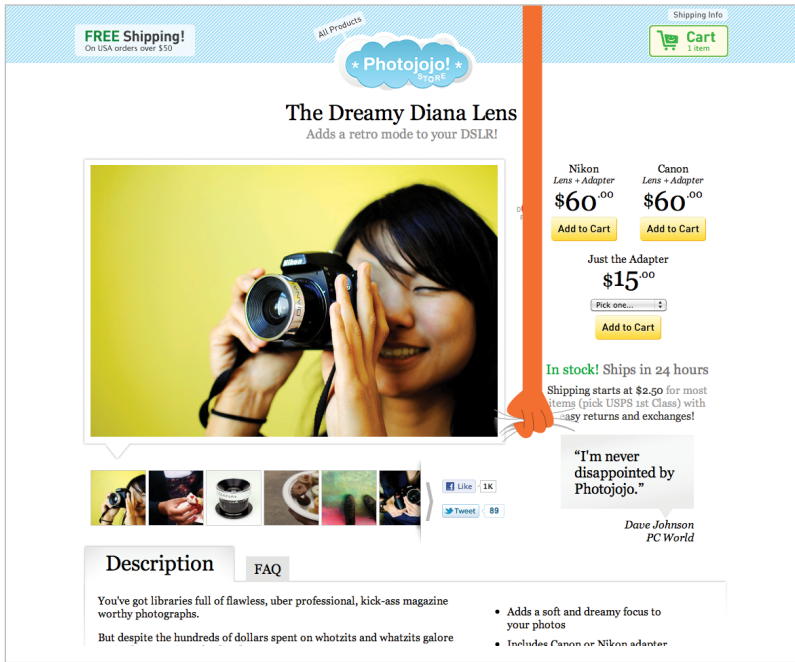 FREE Shipping!
On USA orders over $50
All Products
* Photojojo! *
STORE
Shipping Info
Cart
1 item
The Dreamy Diana Lens
Adds a retro mode to your DSLR!
Nikon
DIANA
Nikon
Lens + Adapter
$60.00
Add to Cart
Canon
Lens + Adapter
$60.00
Add to Cart
Just the Adapter
$15.00
Pick one...
Add to Cart
In stock! Ships in 24 hours
Shipping starts at $2.50 for most
items (pick USPS 1st Class) with
easy returns and exchanges!
“I'm never
disappointed by
Photojojo.”
Dave Johnson
PC World
Like 1K
Tweet 89
Description
FAQ
You've got libraries full of flawless, uber professional, kick-ass magazine
worthy photographs.
But despite the hundreds of dollars spent on whotzits and whatzits galore
• Adds a soft and dreamy focus to
your photos
• Includes Canon or Nikon adapter